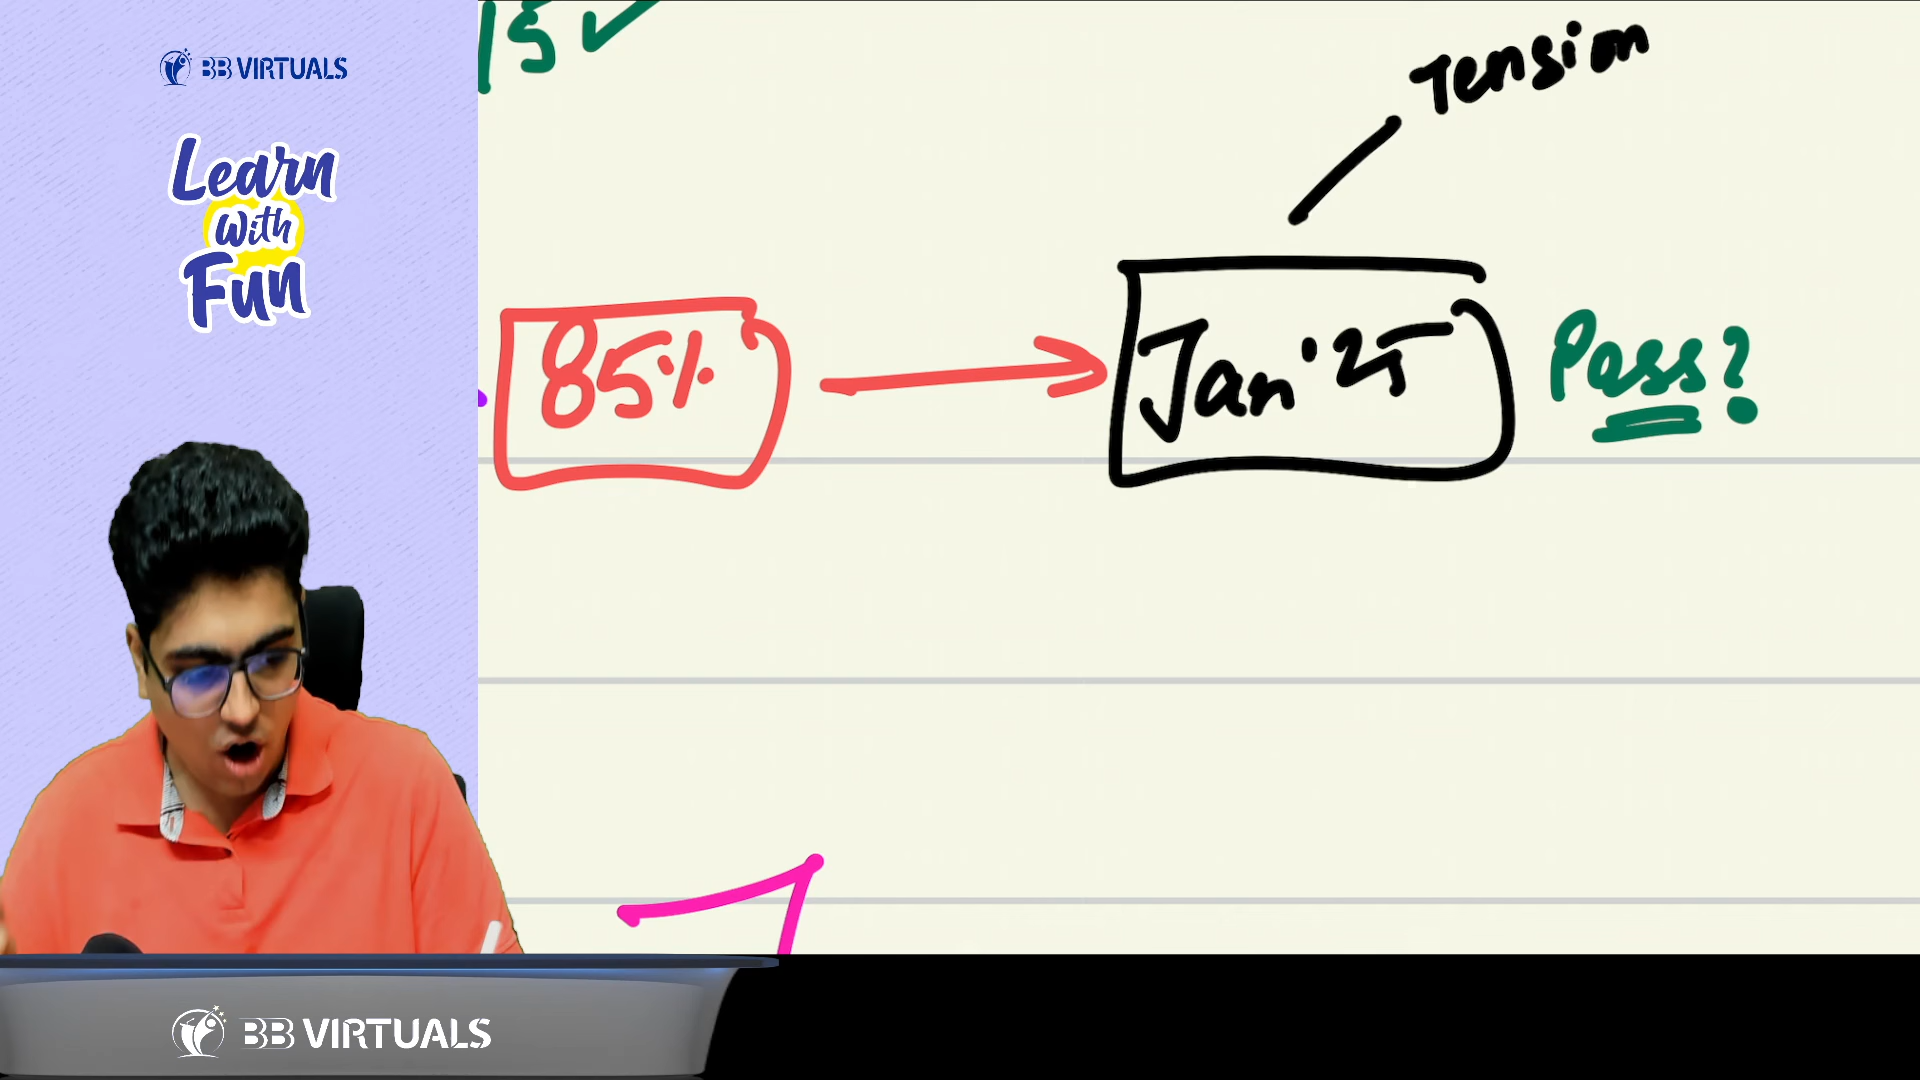 BB VIRTUALS
Learn
With
Fun
15 ✓
Tension
85%
Jan '25
Pass?
BB VIRTUALS